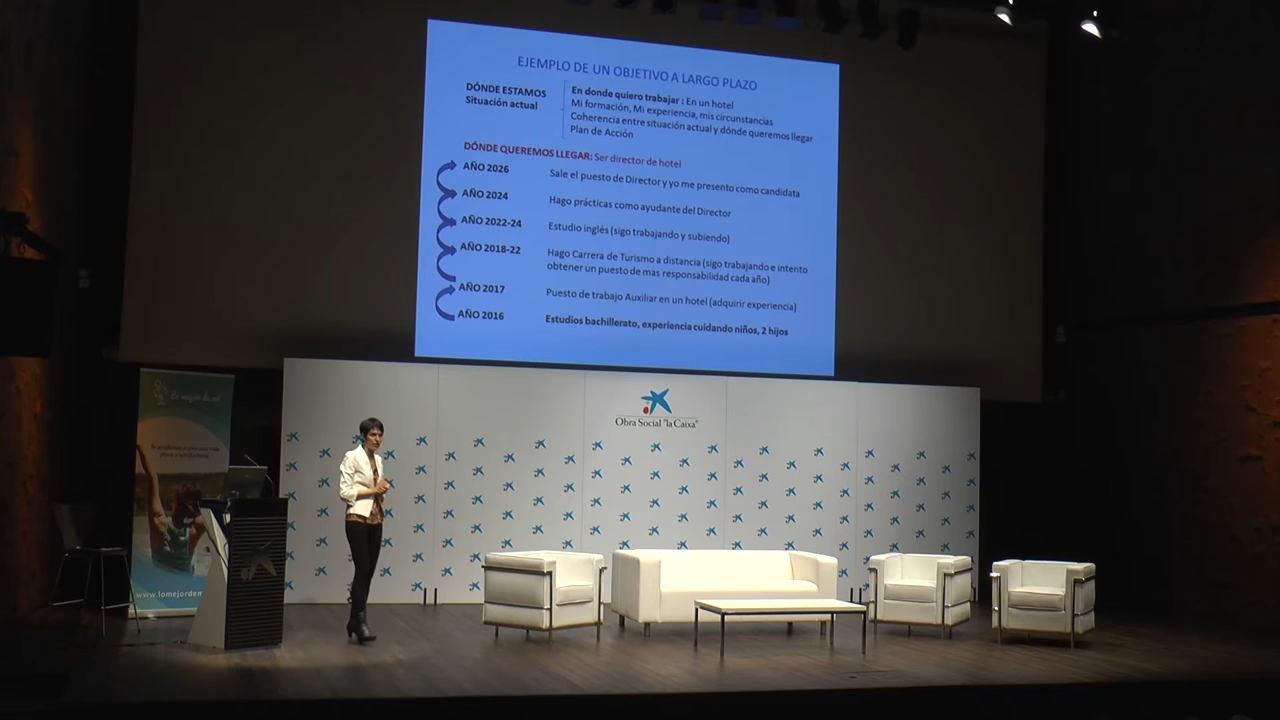 EJEMPLO DE UN OBJETIVO A LARGO PLAZO
DÓNDE ESTAMOS
Situación actual
En donde quiero trabajar : En un hotel
Mi formación, Mi experiencia, mis circunstancias
Coherencia entre situación actual y dónde queremos llegar
Plan de Acción
DÓNDE QUEREMOS LLEGAR: Ser director de hotel
AÑO 2026
Sale el puesto de Director y yo me presento como candidata
AÑO 2024
Hago prácticas como ayudante del Director
AÑO 2022-24
Estudio inglés (sigo trabajando y subiendo)
AÑO 2018-22
Hago Carrera de Turismo a distancia (sigo trabajando e intento
obtener un puesto de mas responsabilidad cada año)
AÑO 2017
Puesto de trabajo Auxiliar en un hotel (adquirir experiencia)
AÑO 2016
Estudios bachillerato, experiencia cuidando niños, 2 hijos
Obra Social "la Caixa"
Lo mejor de mi
www.lomejordem